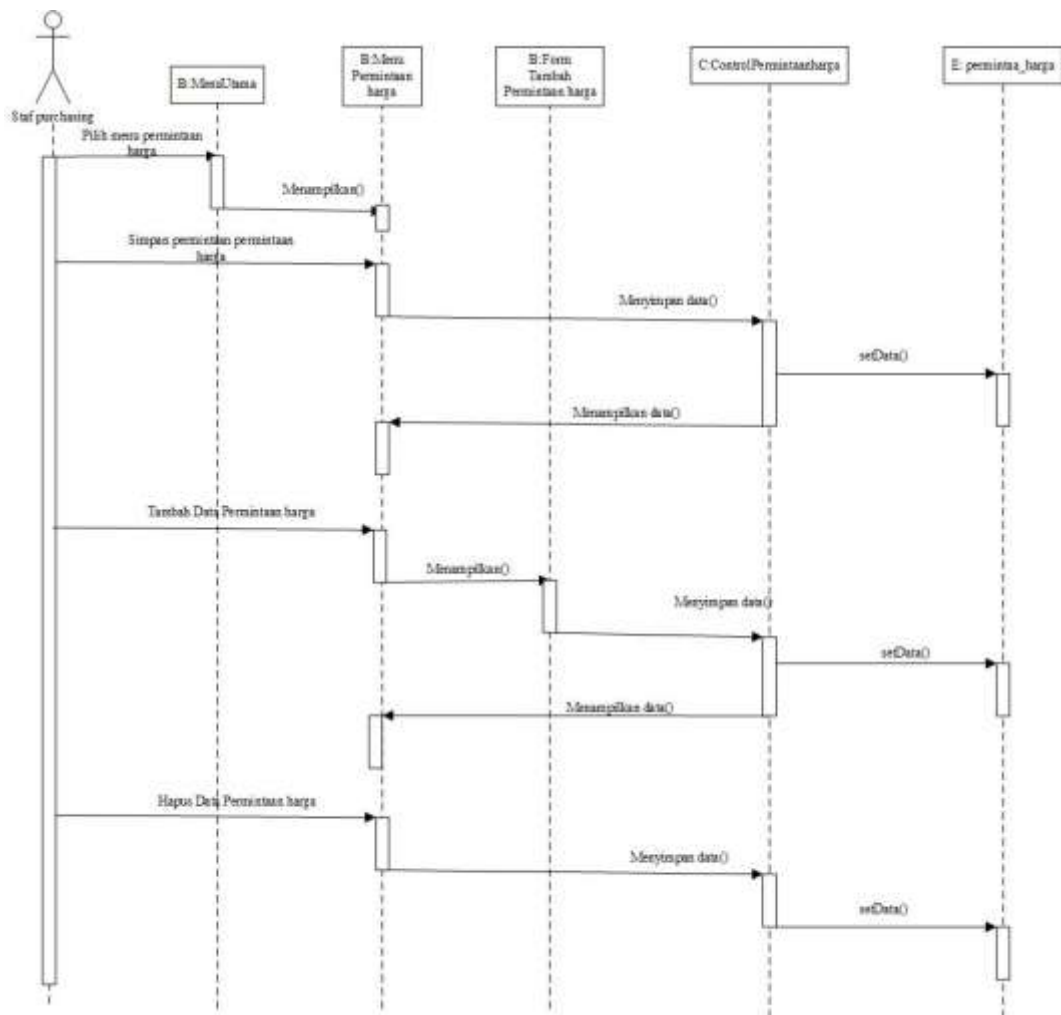 B:Menu
Permintaan
harga
B:Form
Tambah
Permintaan harga
C:ControlPermintaanharga
E: permintaa_harga
B:MenuUtama
Staf purchasing
Pilih menu permintaan
harga
Menampilkan()
Simpan permintaan permintaan
harga
Menyimpan data()
setData()
Menampilkan data()
Tambah Data Permintaan harga
Menampilkan()
Menyimpan data()
setData()
Menampilkan data()
Hapus Data Permintaan harga
Menyimpan data()
setData()